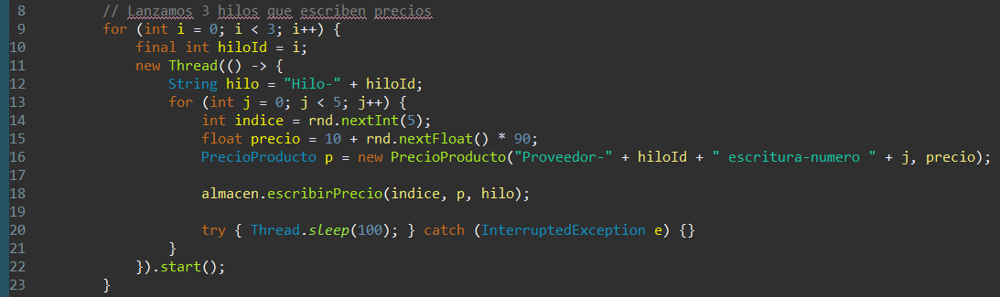 8 // Lanzamos 3 hilos que escriben precios
9 for (int i = 0; i < 3; i++) {
10 final int hiloId = i;
11 new Thread(() -> {
12 String hilo = "Hilo-" + hiloId;
13 for (int j = 0; j < 5; j++) {
14 int indice = rnd.nextInt(5);
15 float precio = 10 + rnd.nextFloat() * 90;
16 PrecioProducto p = new PrecioProducto("Proveedor-" + hiloId + " escritura-numero " + j, precio);
17
18 almacen.escribirPrecio(indice, p, hilo);
19
20 try { Thread.sleep(100); } catch (InterruptedException e) {}
21 }
22 }).start();
23 }